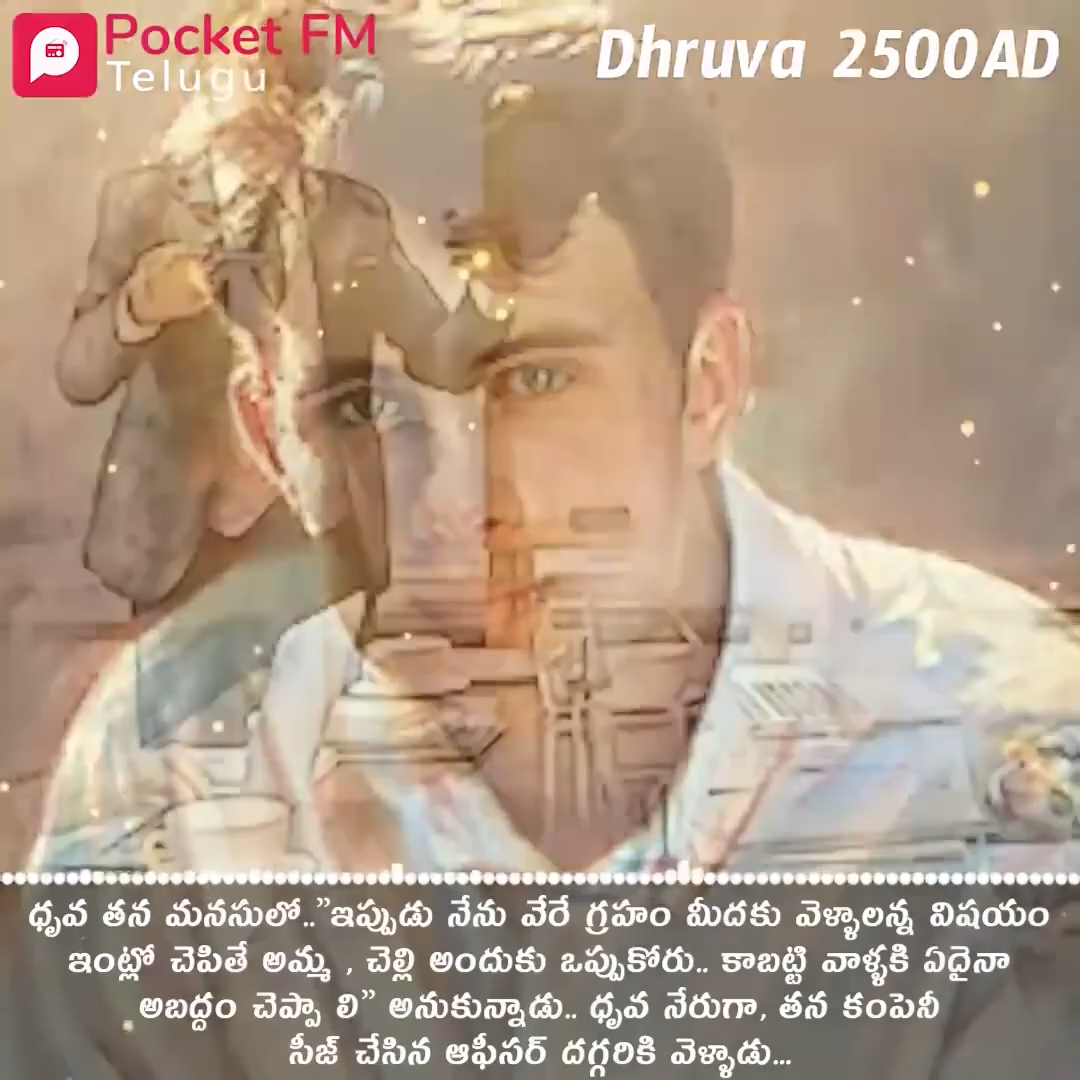 Pocket FM
Telugu
Dhruva 2500AD
ధృవ తన మనసులో.."ఇప్పుడు నేను వేరే గ్రహం మీదకు వెళ్ళాలన్న విషయం
ఇంట్లో చెపితే అమ్మ , చెల్లి అందుకు ఒప్పుకోరు.. కాబట్టి వాళ్ళకి ఏదైనా
అబద్దం చెప్పా లి" అనుకున్నాడు.. ధృవ నేరుగా, తన కంపెనీ
సీజ్ చేసిన ఆఫీసర్ దగ్గరికి వెళ్ళాడు...